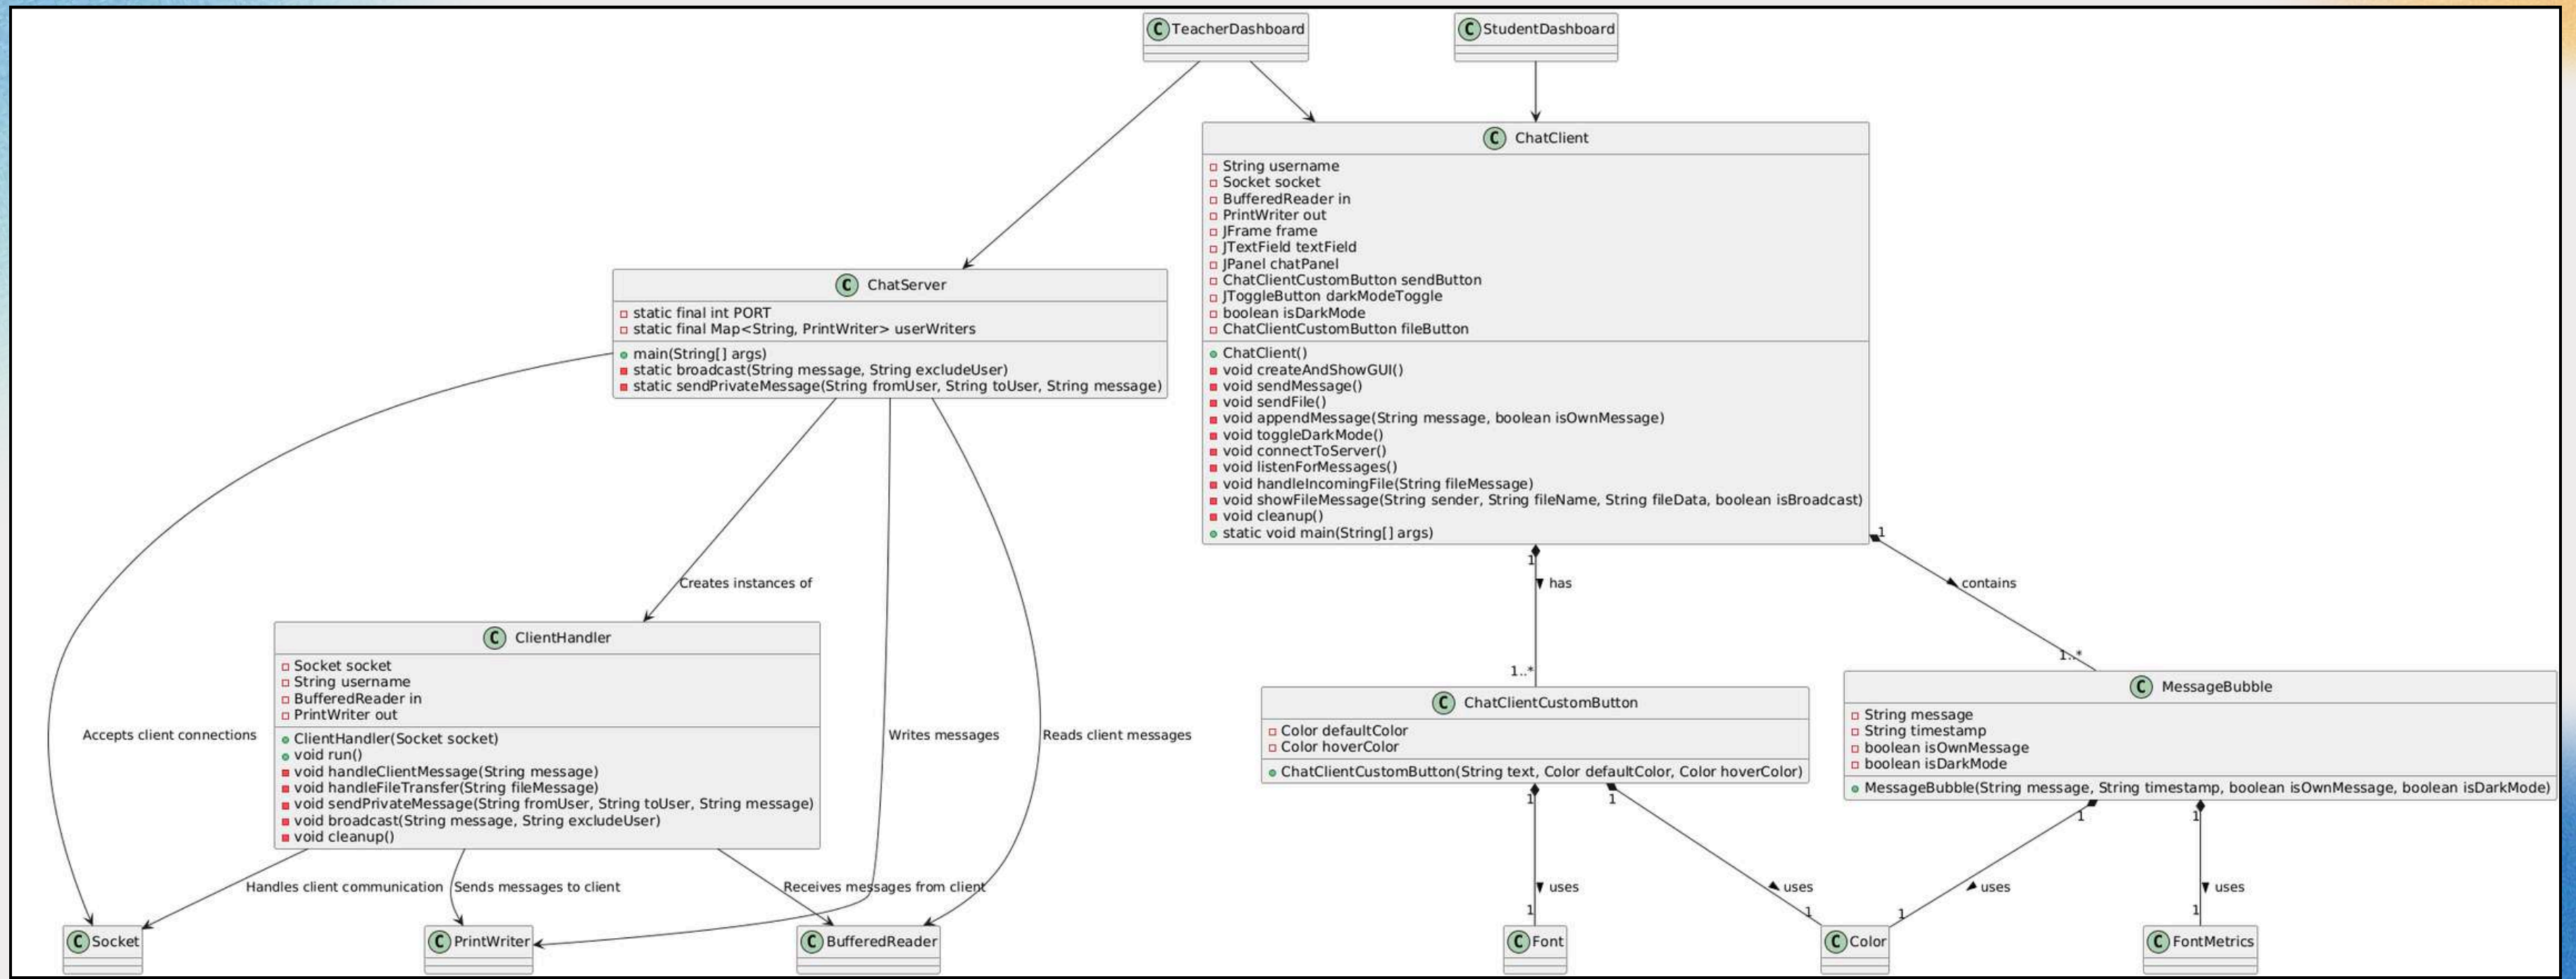 C TeacherDashboard
C StudentDashboard
C ChatClient
String username
Socket socket
BufferedReader in
PrintWriter out
JFrame frame
JTextField textField
JPanel chatPanel
ChatClientCustomButton sendButton
JToggleButton darkModeToggle
boolean isDarkMode
ChatClientCustomButton fileButton
ChatClient()
void createAndShowGUI()
void sendMessage()
void sendFile()
void appendMessage(String message, boolean isOwnMessage)
void toggleDarkMode()
void connectToServer()
void listenForMessages()
void handleIncomingFile(String fileMessage)
void showFileMessage(String sender, String fileName, String fileData, boolean isBroadcast)
void cleanup()
static void main(String[] args)
C ChatServer
static final int PORT
static final Map<String, PrintWriter> userWriters
main(String[] args)
static broadcast(String message, String excludeUser)
static sendPrivateMessage(String fromUser, String toUser, String message)
1
1
Creates instances of
has
contains
1..*
1..*
C ClientHandler
Socket socket
String username
BufferedReader in
PrintWriter out
ClientHandler(Socket socket)
void run()
void handleClientMessage(String message)
void handleFileTransfer(String fileMessage)
void sendPrivateMessage(String fromUser, String toUser, String message)
void broadcast(String message, String excludeUser)
void cleanup()
Accepts client connections
Writes messages
Reads client messages
C ChatClientCustomButton
Color defaultColor
Color hoverColor
ChatClientCustomButton(String text, Color defaultColor, Color hoverColor)
C MessageBubble
String message
String timestamp
boolean isOwnMessage
boolean isDarkMode
MessageBubble(String message, String timestamp, boolean isOwnMessage, boolean isDarkMode)
1
1
1
1
Handles client communication
Sends messages to client
Receives messages from client
uses
uses
uses
uses
1
1
1
1
C Socket
C PrintWriter
C BufferedReader
C Font
C Color
C FontMetrics